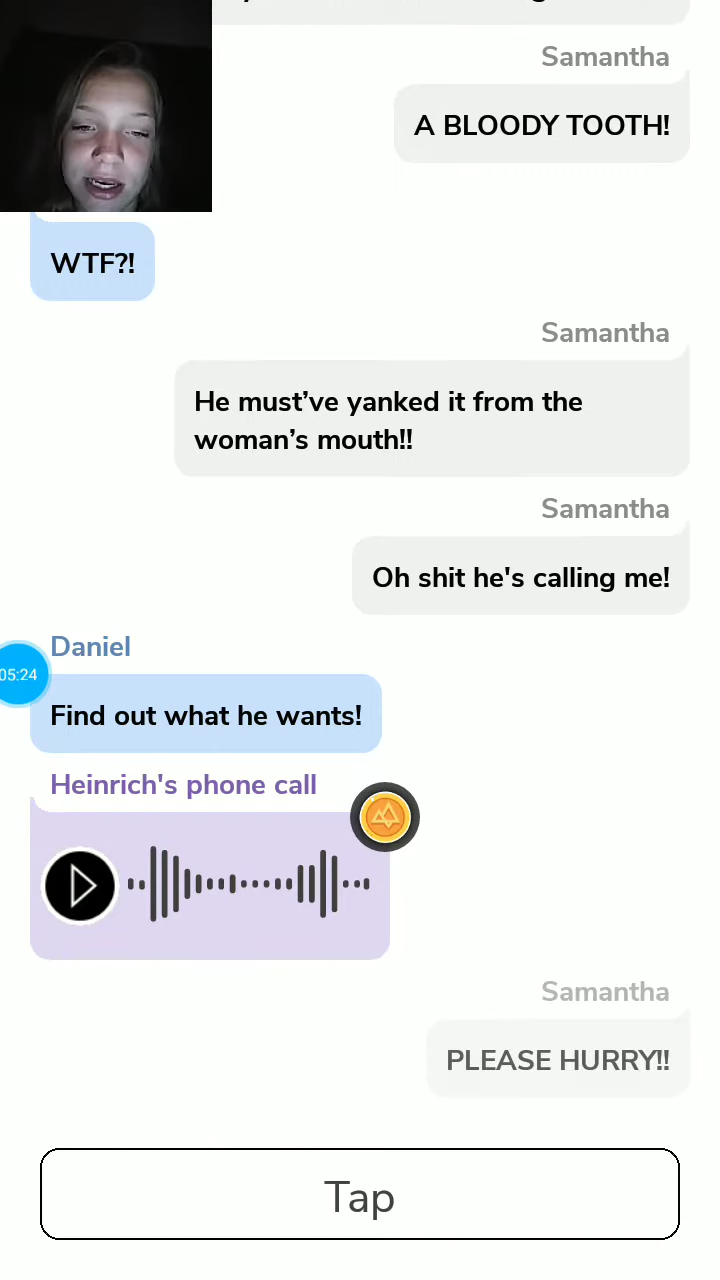 Samantha
A BLOODY TOOTH!
WTF?!
Samantha
He must’ve yanked it from the
woman’s mouth!!
Samantha
Oh shit he's calling me!
Daniel
05:24
Find out what he wants!
Heinrich's phone call
Samantha
PLEASE HURRY!!
Tap